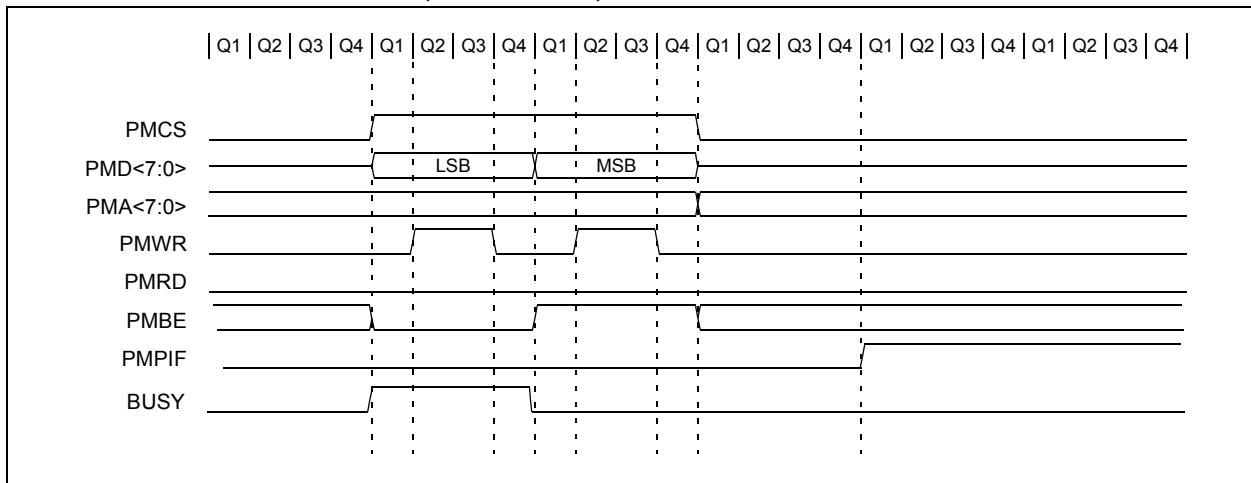 Q1 Q2 Q3 Q4 Q1 Q2 Q3 Q4 Q1 Q2 Q3 Q4 Q1 Q2 Q3 Q4 Q1 Q2 Q3 Q4 Q1 Q2 Q3 Q4
PMCS
PMD<7:0> LSB MSB
PMA<7:0>
PMWR
PMRD
PMBE
PMPIF
BUSY